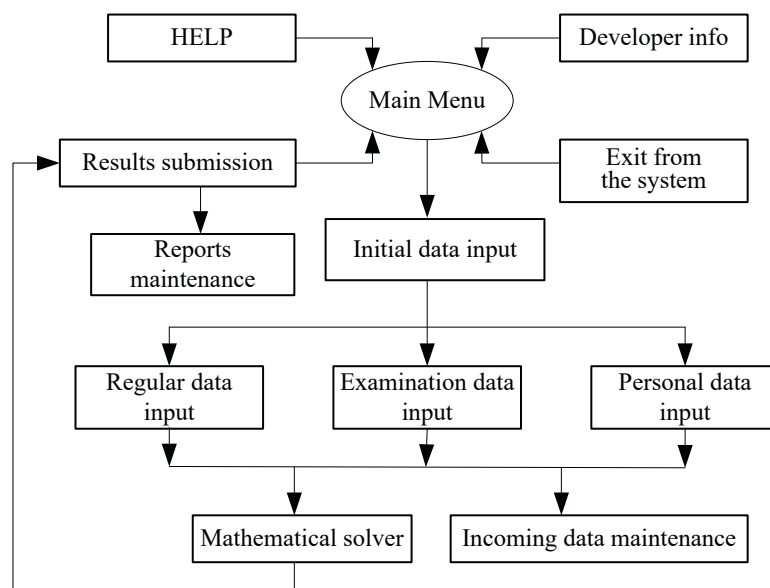 HELP
Developer info
Main Menu
Results submission
Exit from
the system
Reports
maintenance
Initial data input
Regular data
input
Examination data
input
Personal data
input
Mathematical solver
Incoming data maintenance